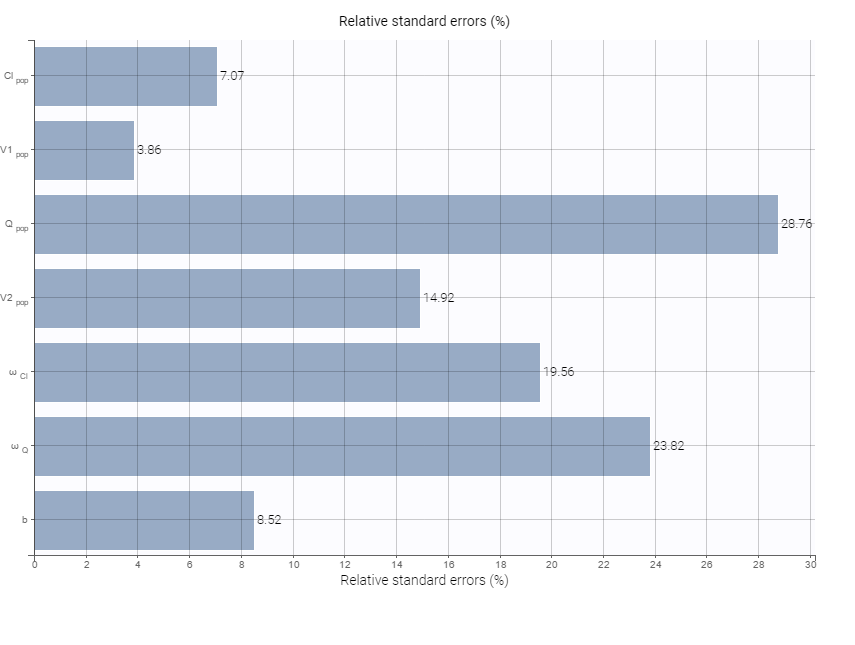 Relative standard errors (%)
Cl pop 7.07
V1 pop 3.86
Q pop 28.76
V2 pop 14.92
ω Cl 19.56
ω Q 23.82
b 8.52
0 2 4 6 8 10 12 14 16 18 20 22 24 26 28 30
Relative standard errors (%)